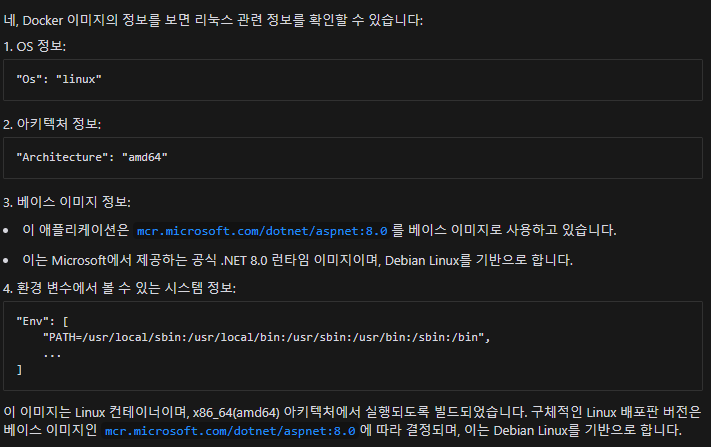 네, Docker 이미지의 정보를 보면 리눅스 관련 정보를 확인할 수 있습니다:
1. OS 정보:
"Os": "linux"
2. 아키텍처 정보:
"Architecture": "amd64"
3. 베이스 이미지 정보:
• 이 애플리케이션은 mcr.microsoft.com/dotnet/aspnet:8.0 를 베이스 이미지로 사용하고 있습니다.
• 이는 Microsoft에서 제공하는 공식 .NET 8.0 런타임 이미지이며, Debian Linux를 기반으로 합니다.
4. 환경 변수에서 볼 수 있는 시스템 정보:
"Env": [
"PATH=/usr/local/sbin:/usr/local/bin:/usr/sbin:/usr/bin:/sbin:/bin",
...
]
이 이미지는 Linux 컨테이너이며, x86_64(amd64) 아키텍처에서 실행되도록 빌드되었습니다. 구체적인 Linux 배포판 버전은
베이스 이미지인 mcr.microsoft.com/dotnet/aspnet:8.0 에 따라 결정되며, 이는 Debian Linux를 기반으로 합니다.